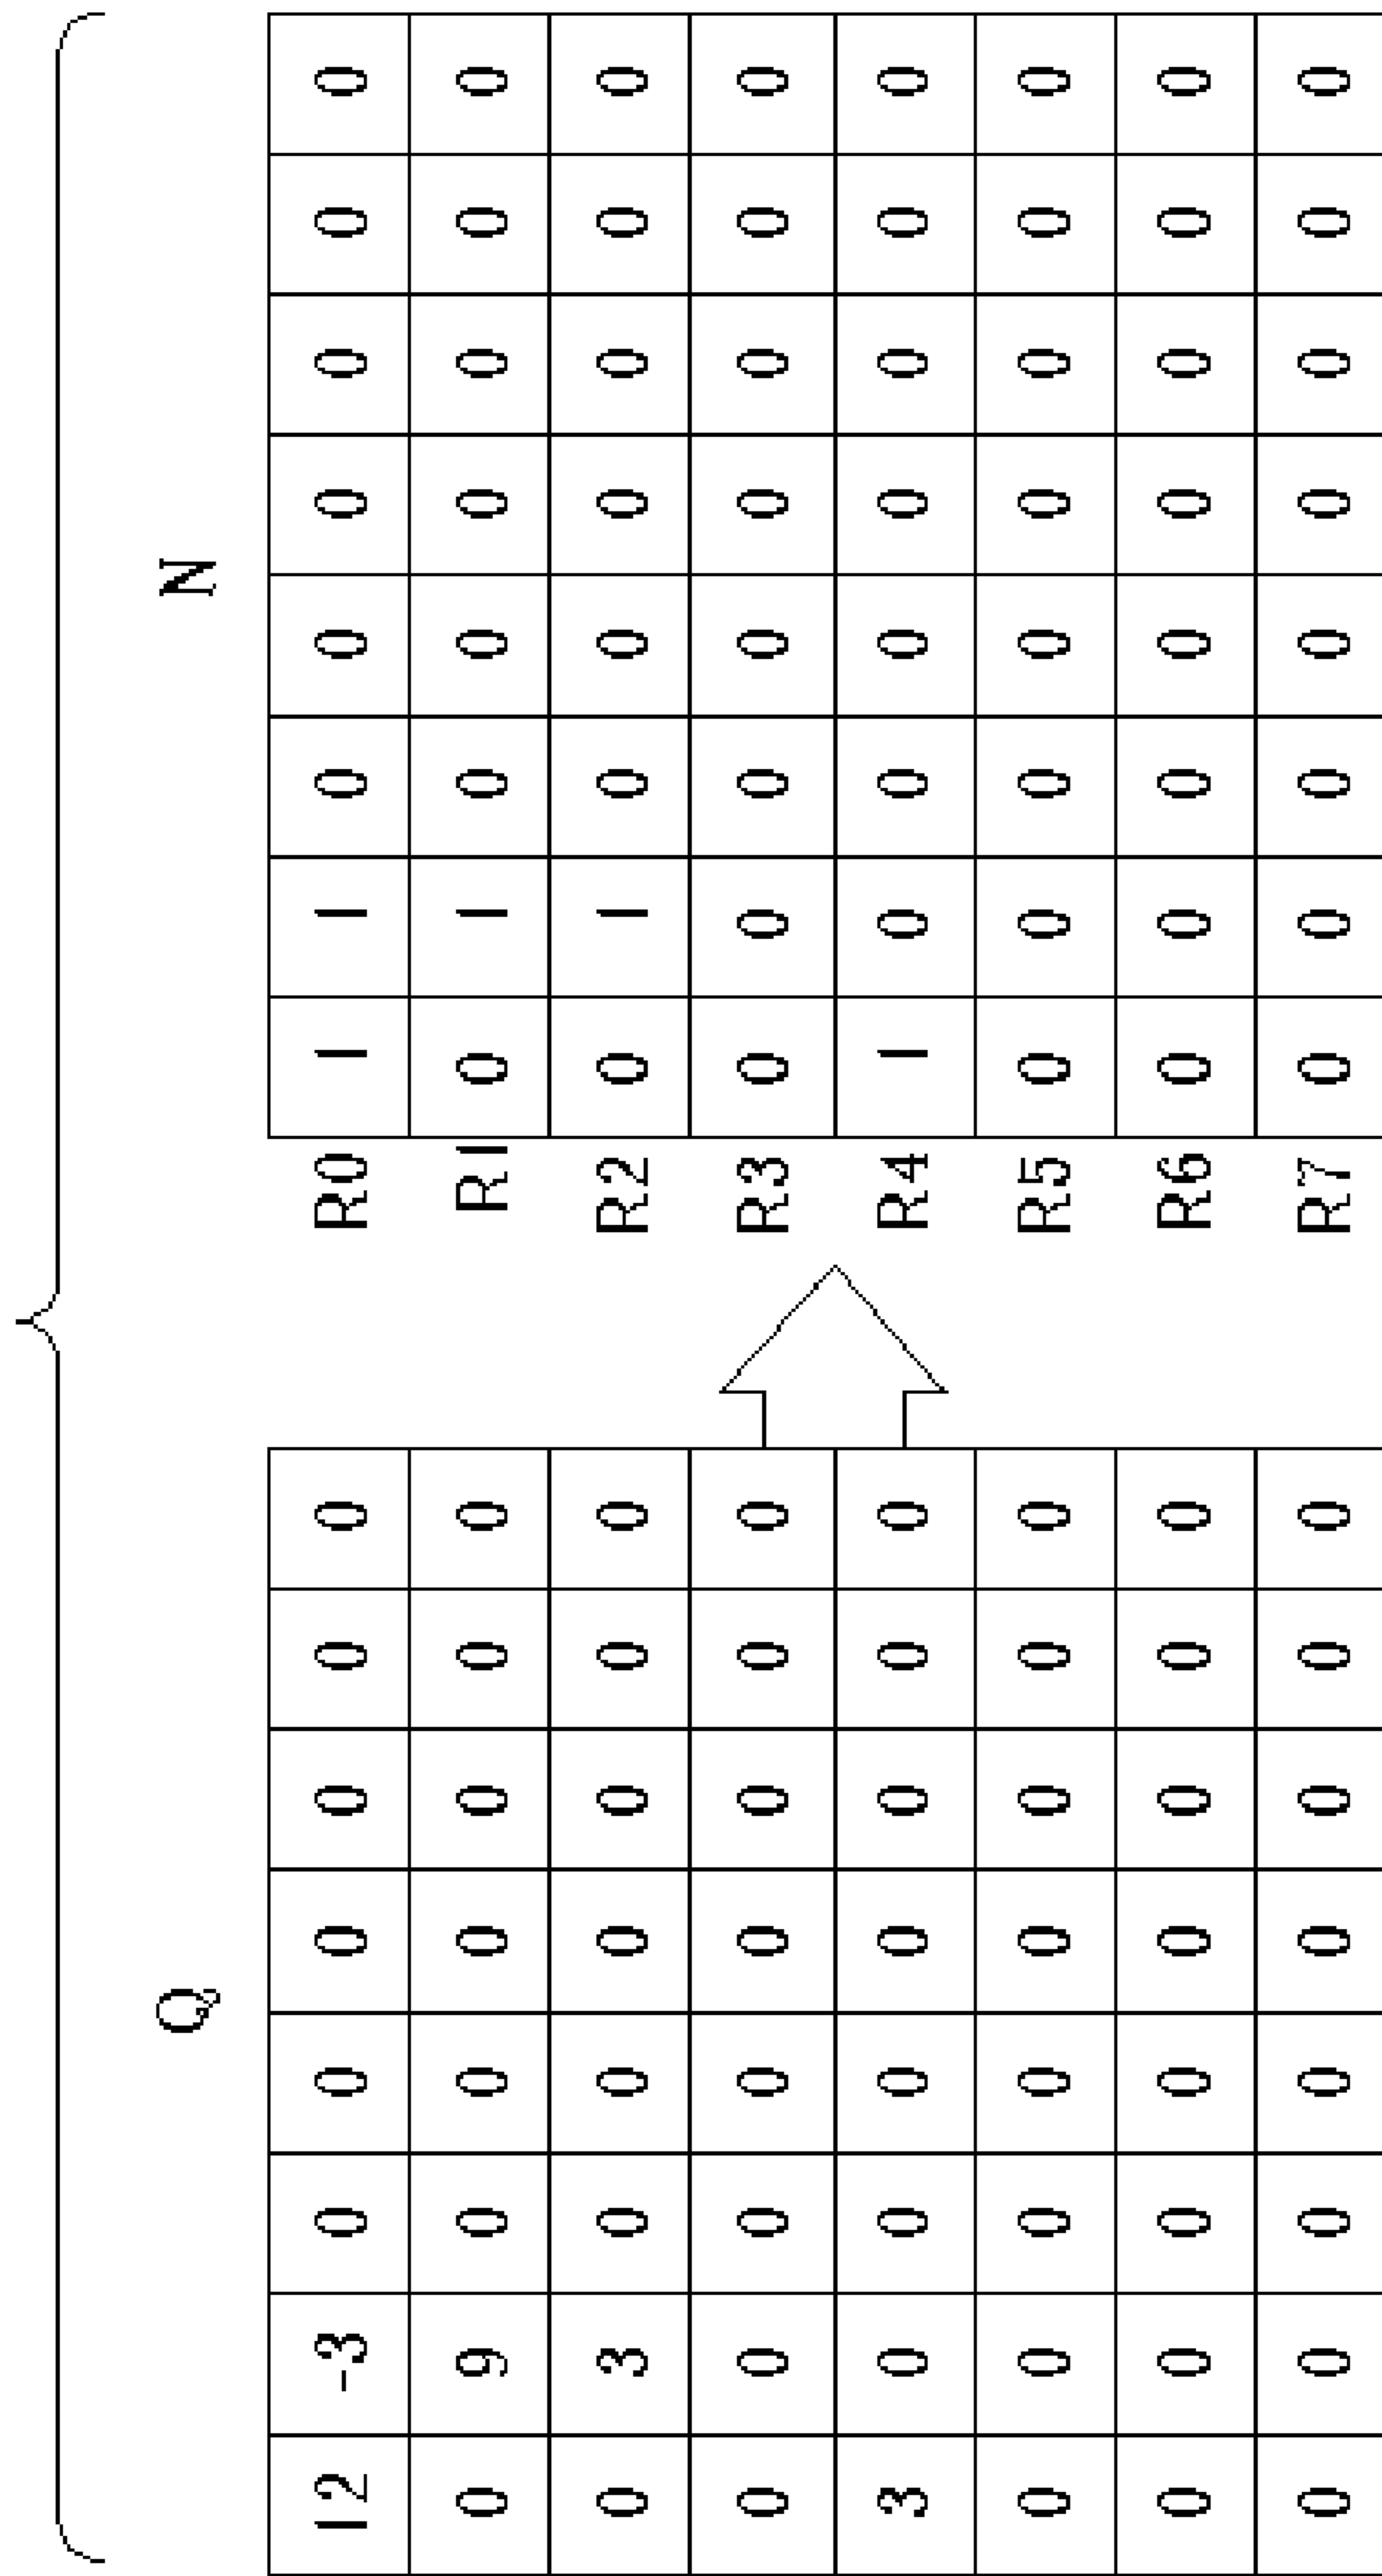 Q
12 -3 0 0 0 0 0 0
0 9 0 0 0 0 0 0
0 3 0 0 0 0 0 0
0 0 0 0 0 0 0 0
3 0 0 0 0 0 0 0
0 0 0 0 0 0 0 0
0 0 0 0 0 0 0 0
0 0 0 0 0 0 0 0
N
R0 1 1 0 0 0 0 0 0
R1 0 1 0 0 0 0 0 0
R2 0 1 0 0 0 0 0 0
R3 0 0 0 0 0 0 0 0
R4 1 0 0 0 0 0 0 0
R5 0 0 0 0 0 0 0 0
R6 0 0 0 0 0 0 0 0
R7 0 0 0 0 0 0 0 0